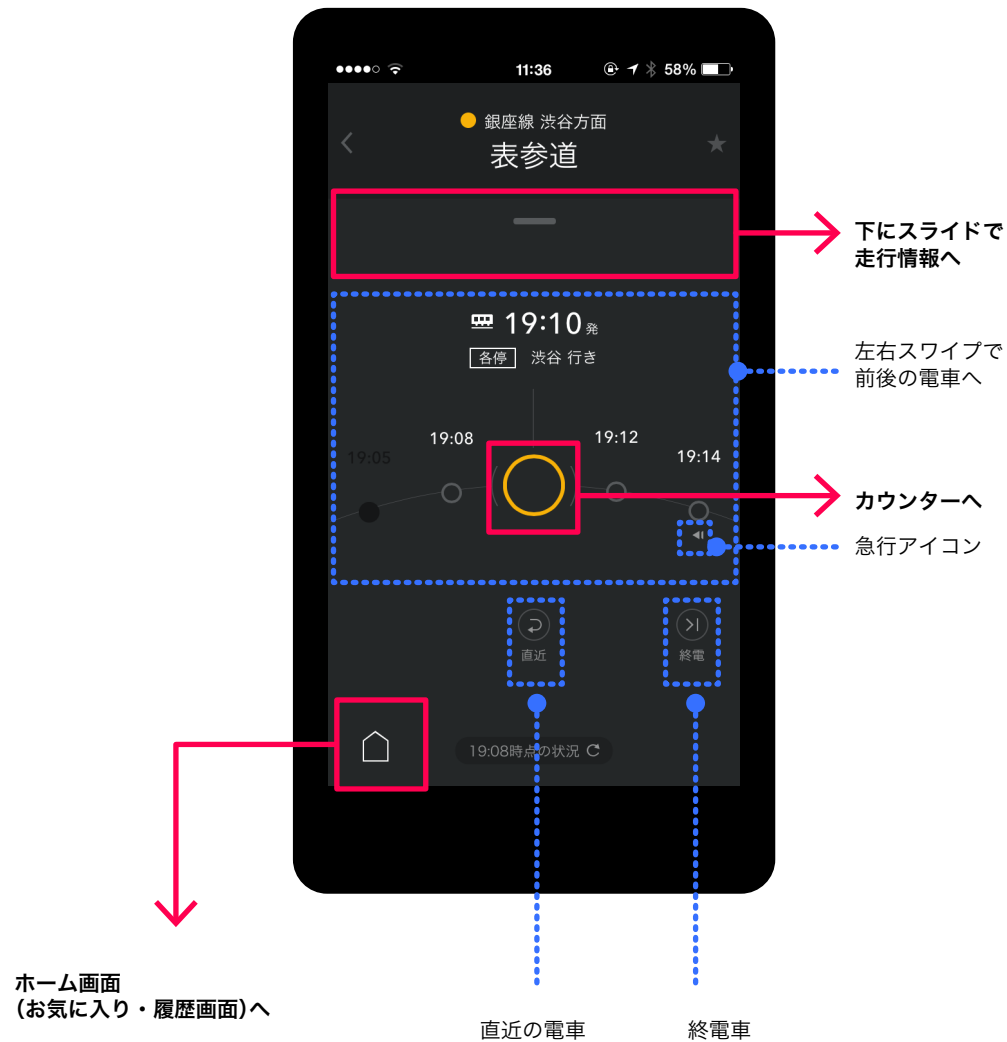 11:36
58%
銀座線 渋谷方面
表参道
下にスライドで
走行情報へ
19:10発
各停 渋谷 行き
左右スワイプで
前後の電車へ
19:05
19:08
19:12
19:14
カウンターへ
急行アイコン
直近
終電
19:08時点の状況
ホーム画面
(お気に入り・履歴画面)へ
直近の電車
終電車